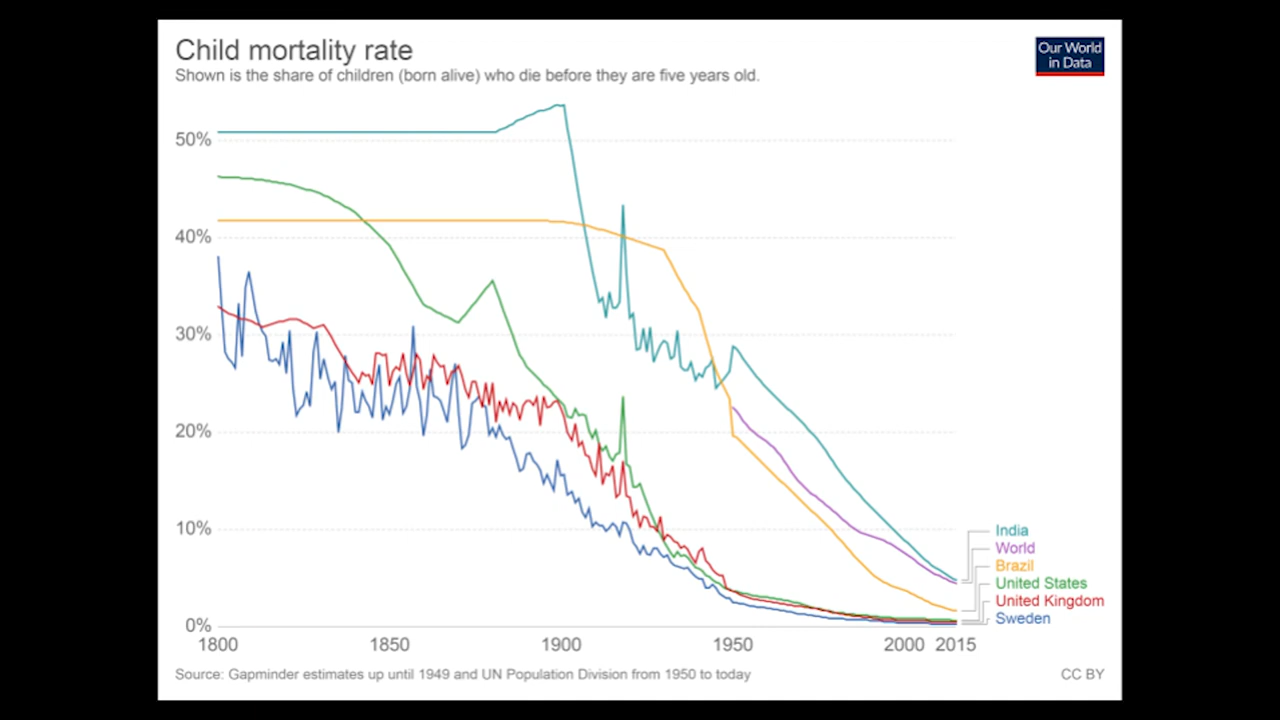 Child mortality rate
Shown is the share of children (born alive) who die before they are five years old.
Our World
in Data
50%
40%
30%
20%
10%
0%
1800 1850 1900 1950 2000 2015
India
World
Brazil
United States
United Kingdom
Sweden
Source: Gapminder estimates up until 1949 and UN Population Division from 1950 to today
CC BY